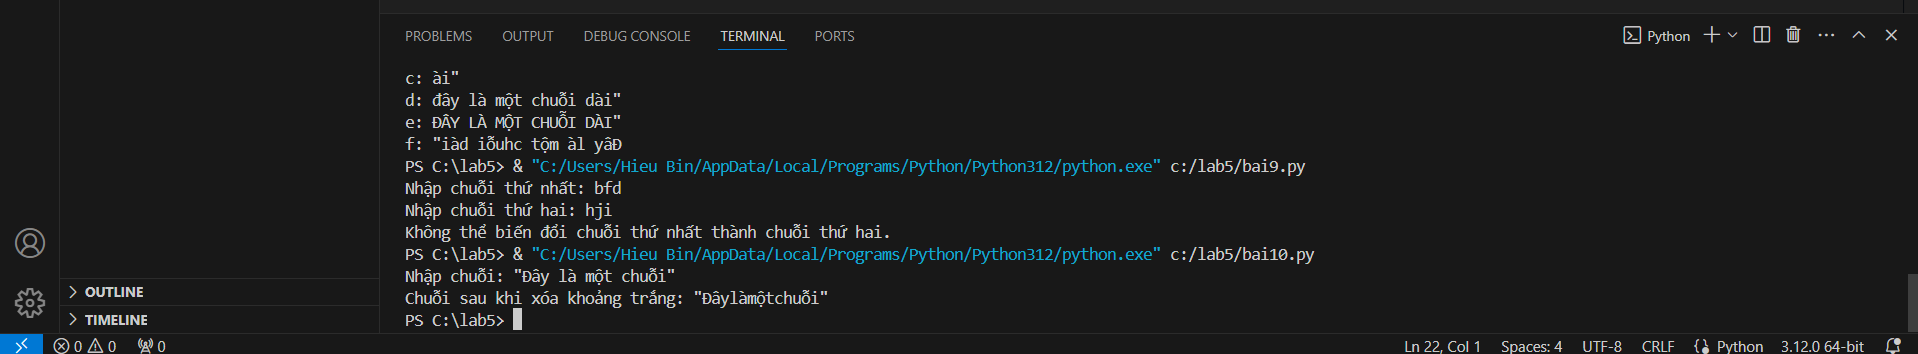 PROBLEMS OUTPUT DEBUG CONSOLE TERMINAL PORTS
Python
c: ài"
d: đây là một chuỗi dài"
e: ĐÂY LÀ MỘT CHUỖI DÀI"
f: "iàd iỗuhc tộm àl yâĐ
PS C:\lab5> & "C:/Users/Hieu Bin/AppData/Local/Programs/Python/Python312/python.exe" c:/lab5/bai9.py
Nhập chuỗi thứ nhất: bfd
Nhập chuỗi thứ hai: hji
Không thể biến đổi chuỗi thứ nhất thành chuỗi thứ hai.
PS C:\lab5> & "C:/Users/Hieu Bin/AppData/Local/Programs/Python/Python312/python.exe" c:/lab5/bai10.py
Nhập chuỗi: "Đây là một chuỗi"
Chuỗi sau khi xóa khoảng trắng: "Đâylàmộtchuỗi"
PS C:\lab5>
OUTLINE
TIMELINE
0 0 0
Ln 22, Col 1 Spaces: 4 UTF-8 CRLF Python 3.12.0 64-bit